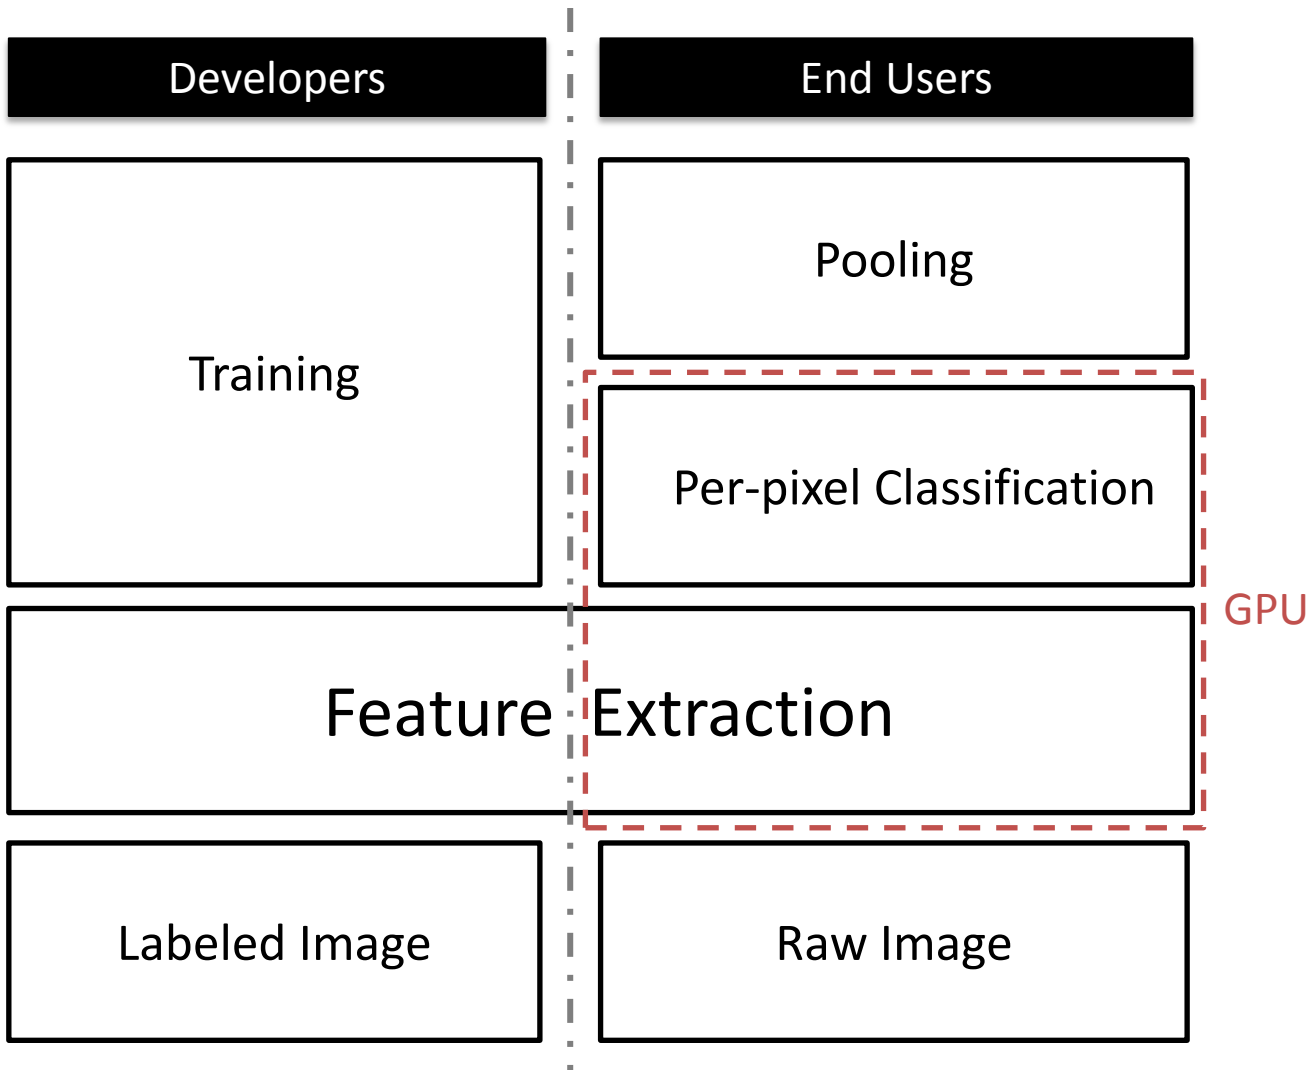 Developers
End Users
Training
Pooling
Per-pixel Classification
GPU
Feature Extraction
Labeled Image
Raw Image